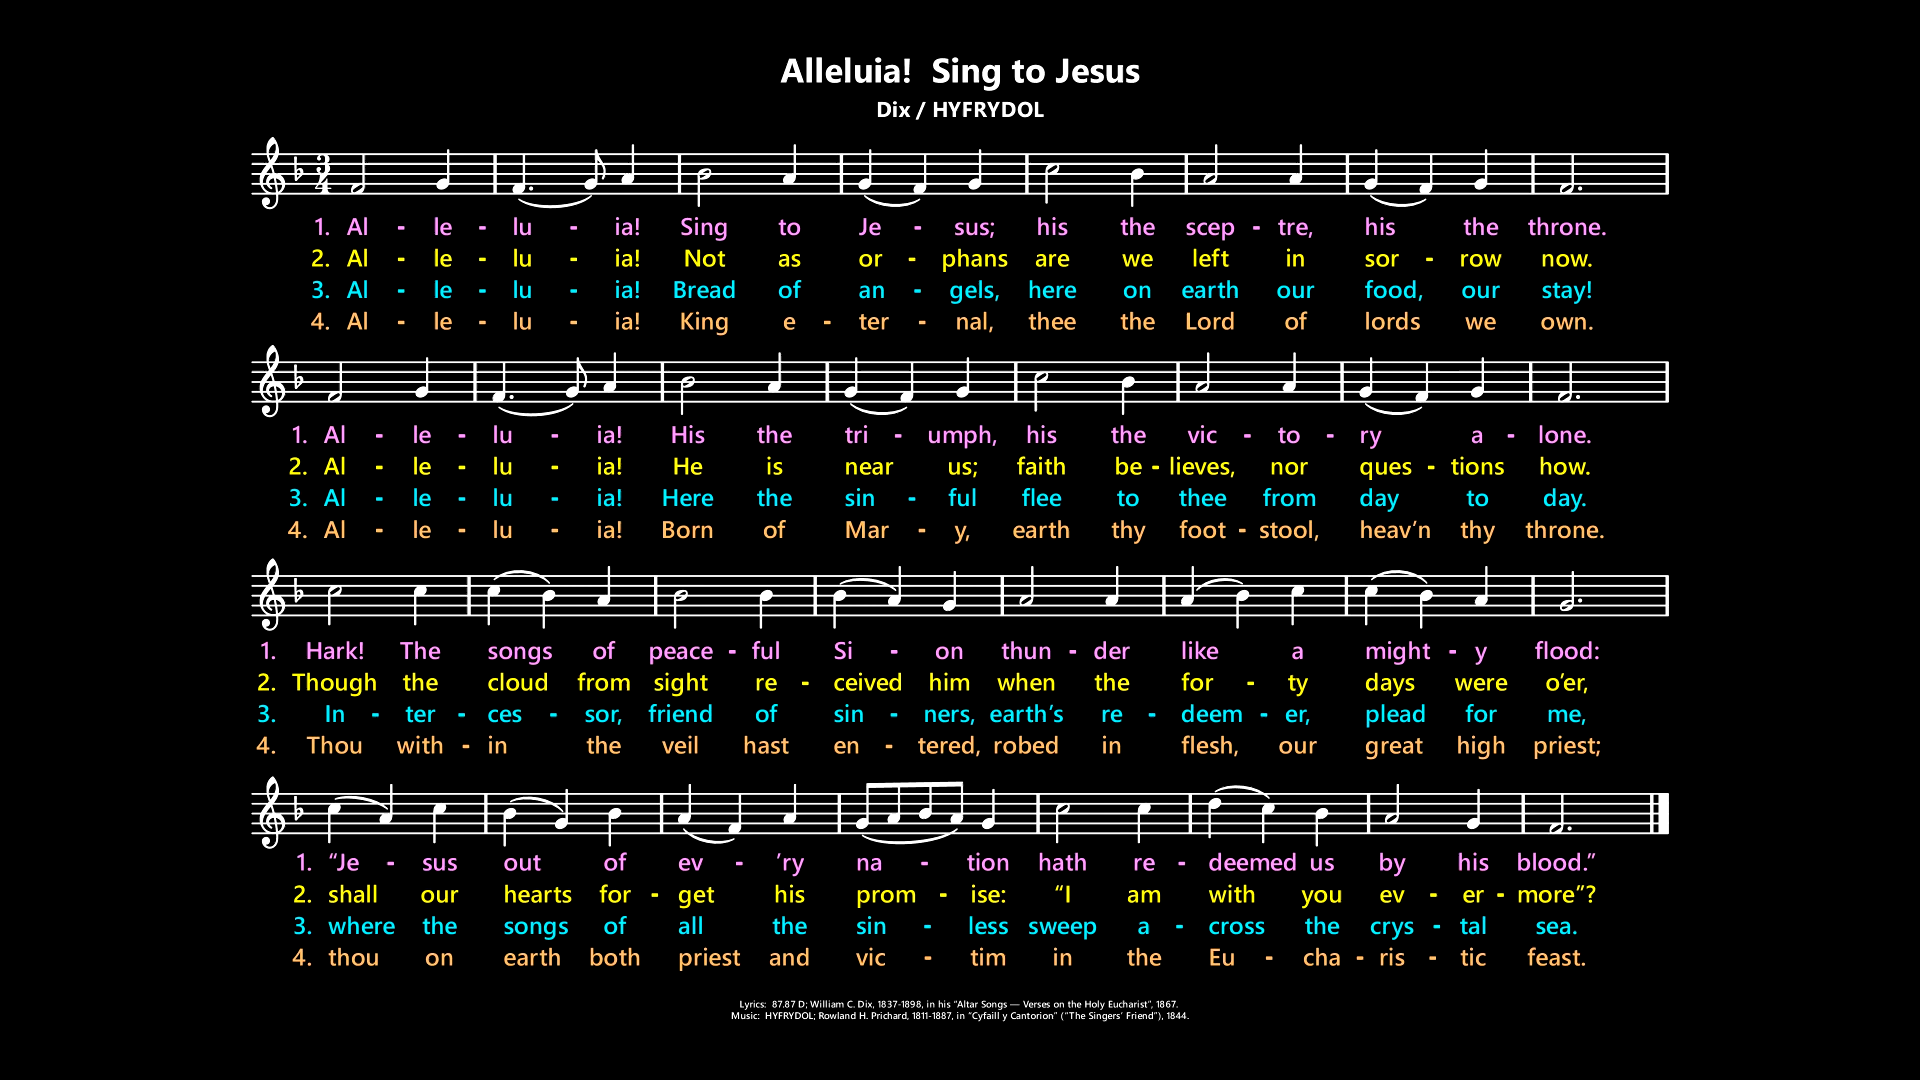 Alleluia!  Sing to Jesus
Dix / HYFRYDOL
3
4
1. Al - le - lu - ia! Sing to Je - sus; his the scep - tre, his the throne.
2. Al - le - lu - ia! Not as or - phans are we left in sor - row now.
3. Al - le - lu - ia! Bread of an - gels, here on earth our food, our stay!
4. Al - le - lu - ia! King e - ter - nal, thee the Lord of lords we own.
1. Al - le - lu - ia! His the tri - umph, his the vic - to - ry a - lone.
2. Al - le - lu - ia! He is near us; faith be - lieves, nor ques - tions how.
3. Al - le - lu - ia! Here the sin - ful flee to thee from day to day.
4. Al - le - lu - ia! Born of Mar - y, earth thy foot - stool, heav’n thy throne.
1. Hark! The songs of peace - ful Si - on thun - der like a might - y flood:
2. Though the cloud from sight re - ceived him when the for - ty days were o’er,
3. In - ter - ces - sor, friend of sin - ners, earth’s re - deem - er, plead for me,
4. Thou with - in the veil hast en - tered, robed in flesh, our great high priest;
1. “Je - sus out of ev - ’ry na - tion hath re - deemed us by his blood.”
2. shall our hearts for - get his prom - ise: “I am with you ev - er - more”?
3. where the songs of all the sin - less sweep a - cross the crys - tal sea.
4. thou on earth both priest and vic - tim in the Eu - cha - ris - tic feast.
Lyrics:  87.87 D; William C. Dix, 1837-1898, in his “Altar Songs — Verses on the Holy Eucharist”, 1867.
Music:  HYFRYDOL; Rowland H. Prichard, 1811-1887, in “Cyfaill y Cantorion” (“The Singers’ Friend”), 1844.